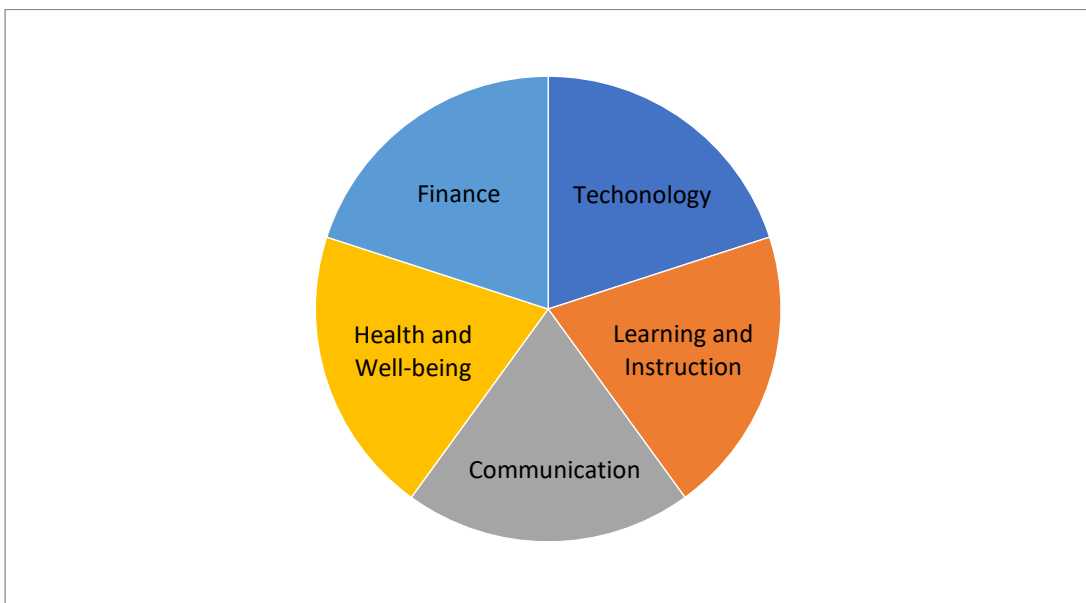 Finance
Techonology
Health and
Well-being
Learning and
Instruction
Communication